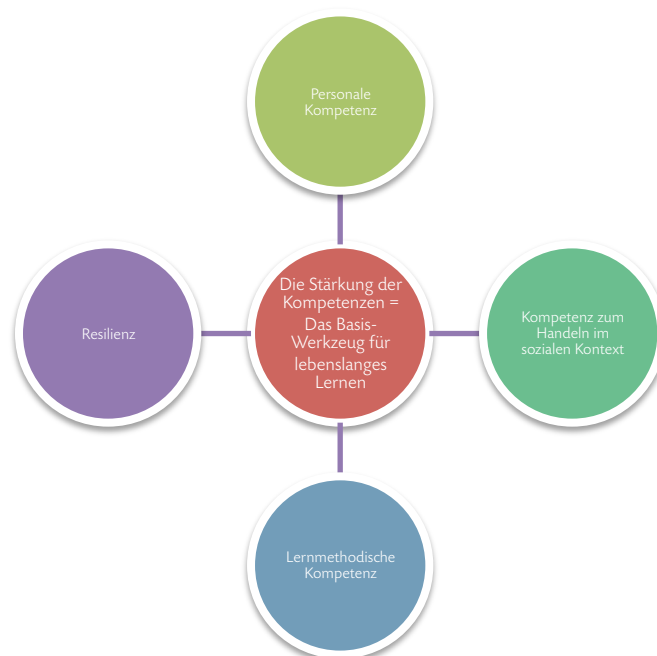 Personale
Kompetenz
Resilienz
Die Stärkung der
Kompetenzen =
Das Basis-
Werkzeug für
lebenslanges
Lernen
Kompetenz zum
Handeln im
sozialen Kontext
Lernmethodische
Kompetenz